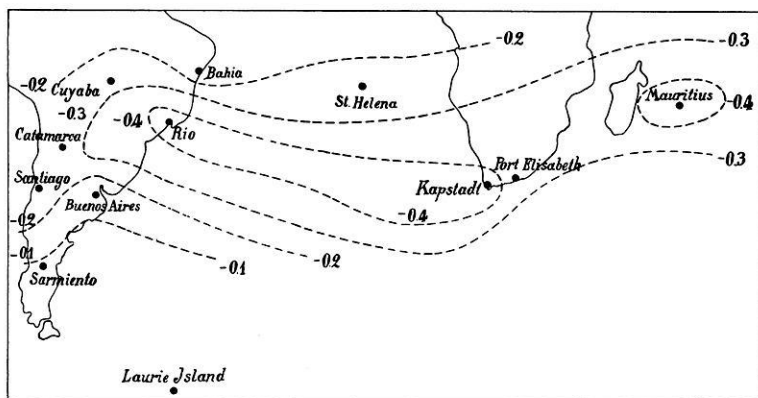 -0.2
-0.3
Bahia
-0.2
Cuyaba
St. Helena
Mauritius
-0.4
-0.3
-0.4
Rio
Catamarca
-0.3
Port Elisabeth
Santiago
Kapstadt
Buenos Aires
-0.2
-0.4
-0.1
-0.2
-0.1
Sarmiento
Laurie Island